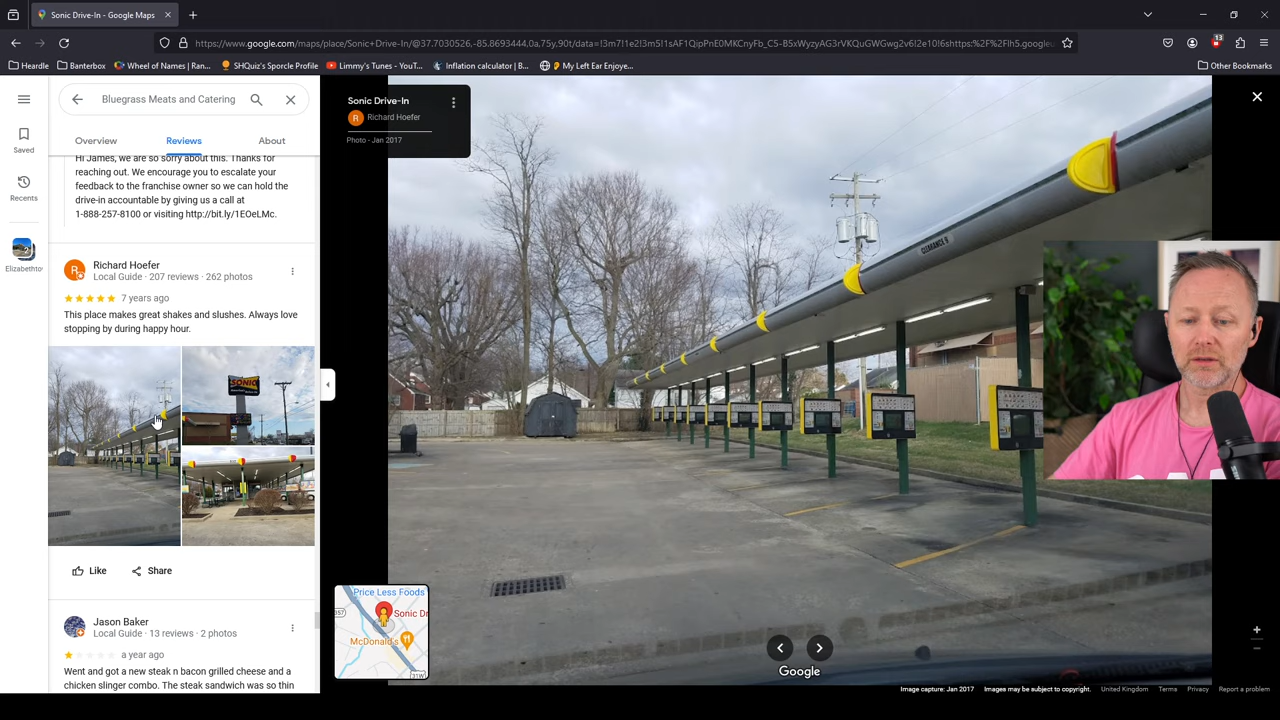 Sonic Drive-In - Google Maps
https://www.google.com/maps/place/Sonic+Drive-In/@37.7030526,-85.8693444,0a,75y,90t/data=!3m7!1e2!3m5!1sAF1QipPnE0MKCnyFb_C5-B5xWyzyAG3rVKQuGWGwg2v6!2e10!6shttps:%2F%2Flh5.google
13
Heardle
Banterbox
Wheel of Names | Ran...
SHQuiz's Sporcle Profile
Limmy's Tunes - YouT...
Inflation calculator | B...
My Left Ear Enjoye...
Other Bookmarks
Bluegrass Meats and Catering
Saved
Recents
Elizabethto
Overview
Reviews
About
Hi James, we are so sorry about this. Thanks for
reaching out. We encourage you to escalate your
feedback to the franchise owner so we can hold the
drive-in accountable by giving us a call at
1-888-257-8100 or visiting http://bit.ly/1EOeLMc.
Richard Hoefer
Local Guide · 207 reviews · 262 photos
7 years ago
This place makes great shakes and slushes. Always love
stopping by during happy hour.
SONIC
Like
Share
Jason Baker
Local Guide · 13 reviews · 2 photos
a year ago
Went and got a new steak n bacon grilled cheese and a
chicken slinger combo. The steak sandwich was so thin
Sonic Drive-In
R
Richard Hoefer
Photo - Jan 2017
Price Less Foods
357
Sonic Dr
McDonald's
31W
Google
Image capture: Jan 2017
Images may be subject to copyright.
United Kingdom
Terms
Privacy
Report a problem